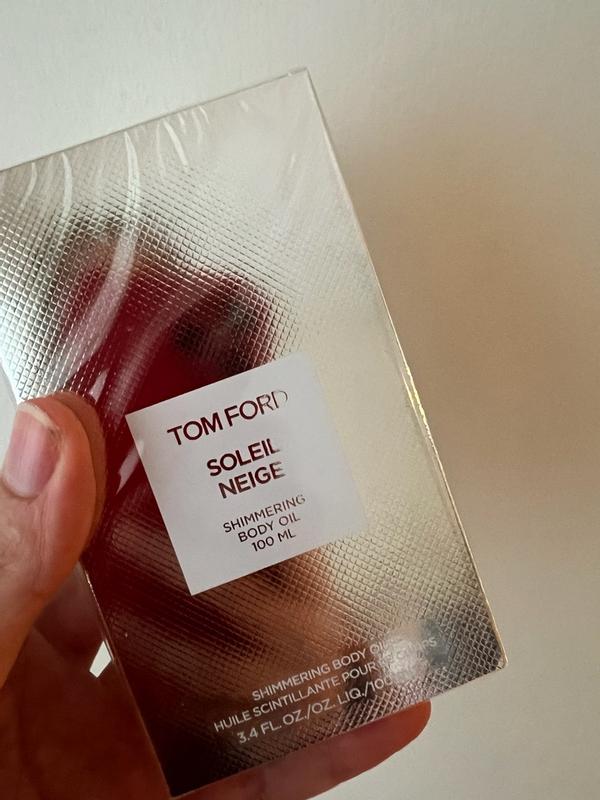 TOM FORD
SOLEIL
NEIGE
SHIMMERING
BODY OIL
100 ML
SHIMMERING BODY OIL
HUILE SCINTILLANTE POUR
3.4 FL. OZ./OZ. LIQ./100